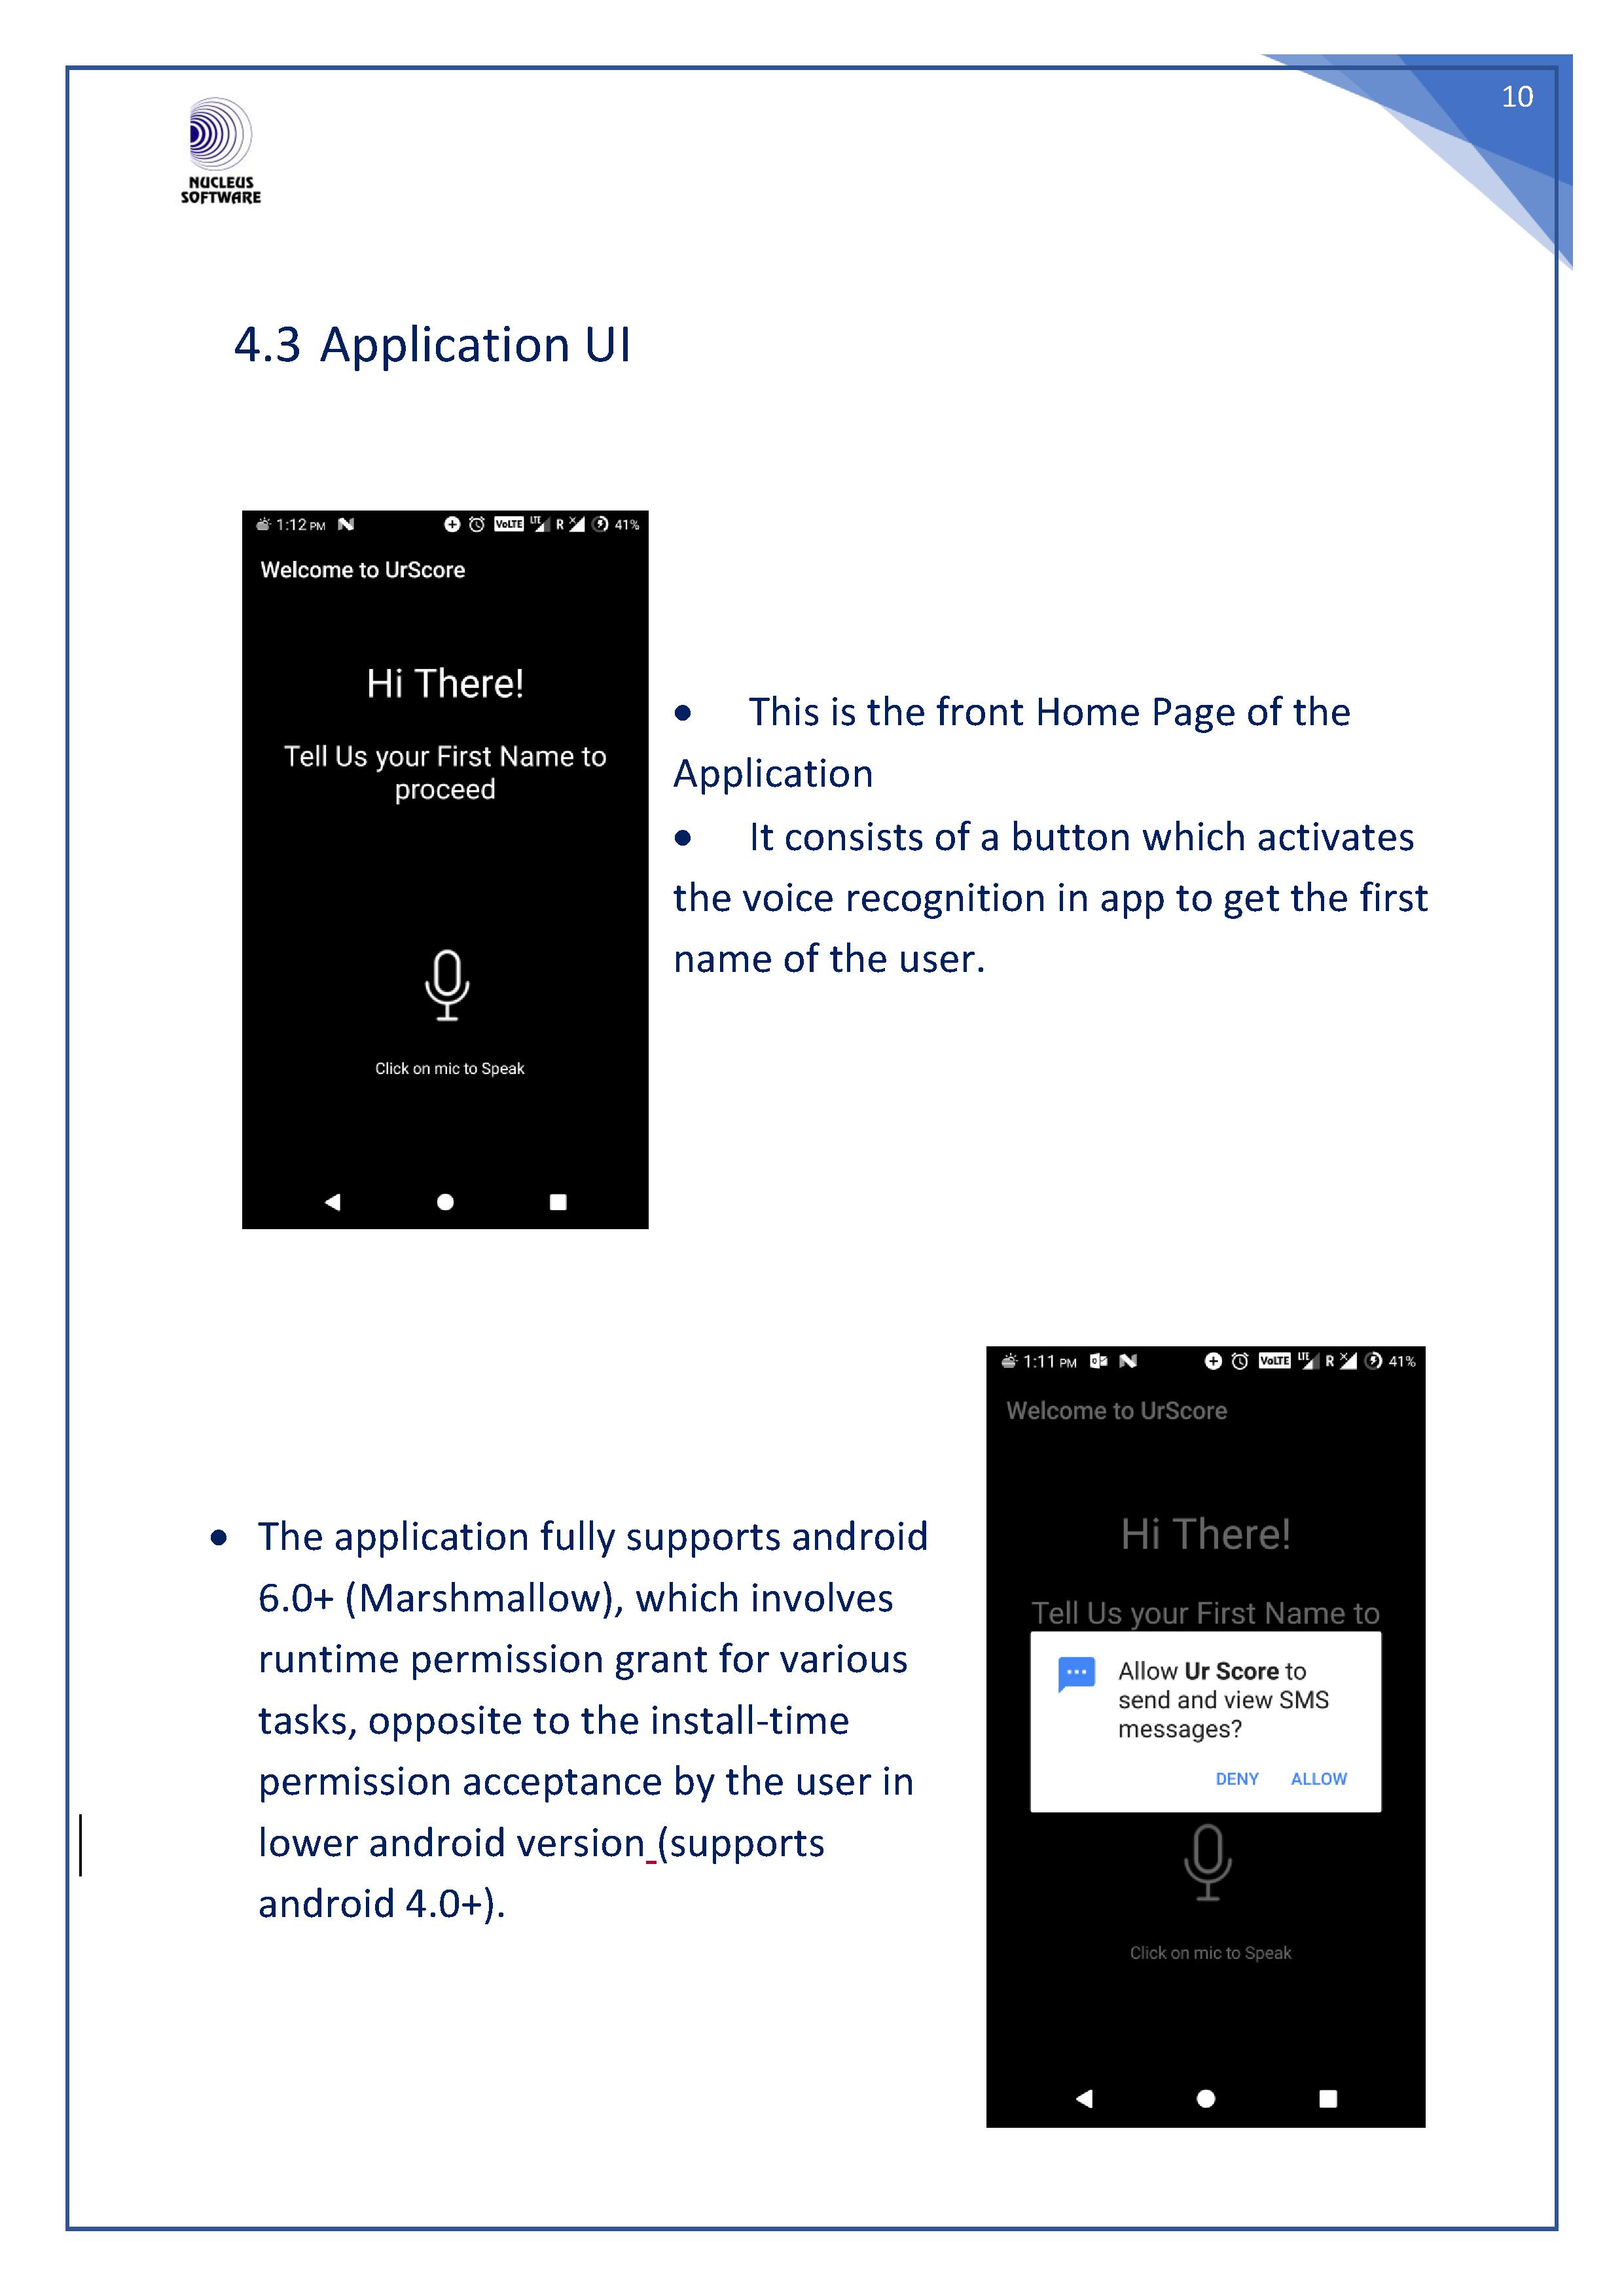 10
NUCLEUS
SOFTWARE
4.3 Application UI
1:12 PM N VoLTE LTE R 41%
Welcome to UrScore
Hi There!
Tell Us your First Name to
proceed
Click on mic to Speak
• This is the front Home Page of the
Application
• It consists of a button which activates
the voice recognition in app to get the first
name of the user.
• The application fully supports android
6.0+ (Marshmallow), which involves
runtime permission grant for various
tasks, opposite to the install-time
permission acceptance by the user in
lower android version (supports
android 4.0+).
1:11 PM N VoLTE LTE R 41%
Welcome to UrScore
Hi There!
Tell Us your First Name to
Allow Ur Score to
send and view SMS
messages?
DENY ALLOW
Click on mic to Speak